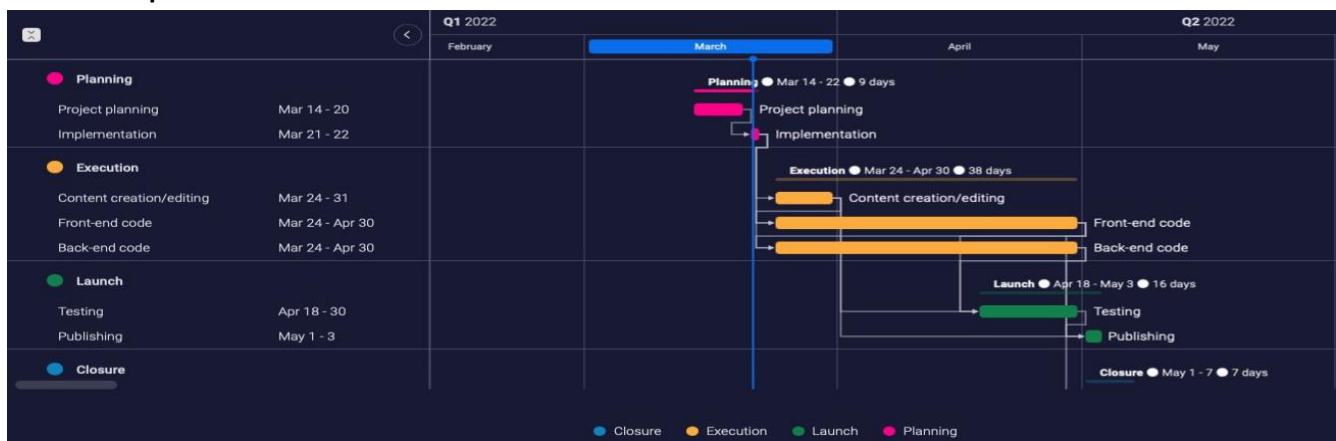 Q1 2022 Q2 2022
February March April May
Planning Planning Mar 14 - 22 9 days
Project planning Mar 14 - 20 Project planning
Implementation Mar 21 - 22 Implementation
Execution Execution Mar 24 - Apr 30 38 days
Content creation/editing Mar 24 - 31 Content creation/editing
Front-end code Mar 24 - Apr 30 Front-end code
Back-end code Mar 24 - Apr 30 Back-end code
Launch Launch Apr 18 - May 3 16 days
Testing Apr 18 - 30 Testing
Publishing May 1 - 3 Publishing
Closure Closure May 1 - 7 7 days
Closure Execution Launch Planning